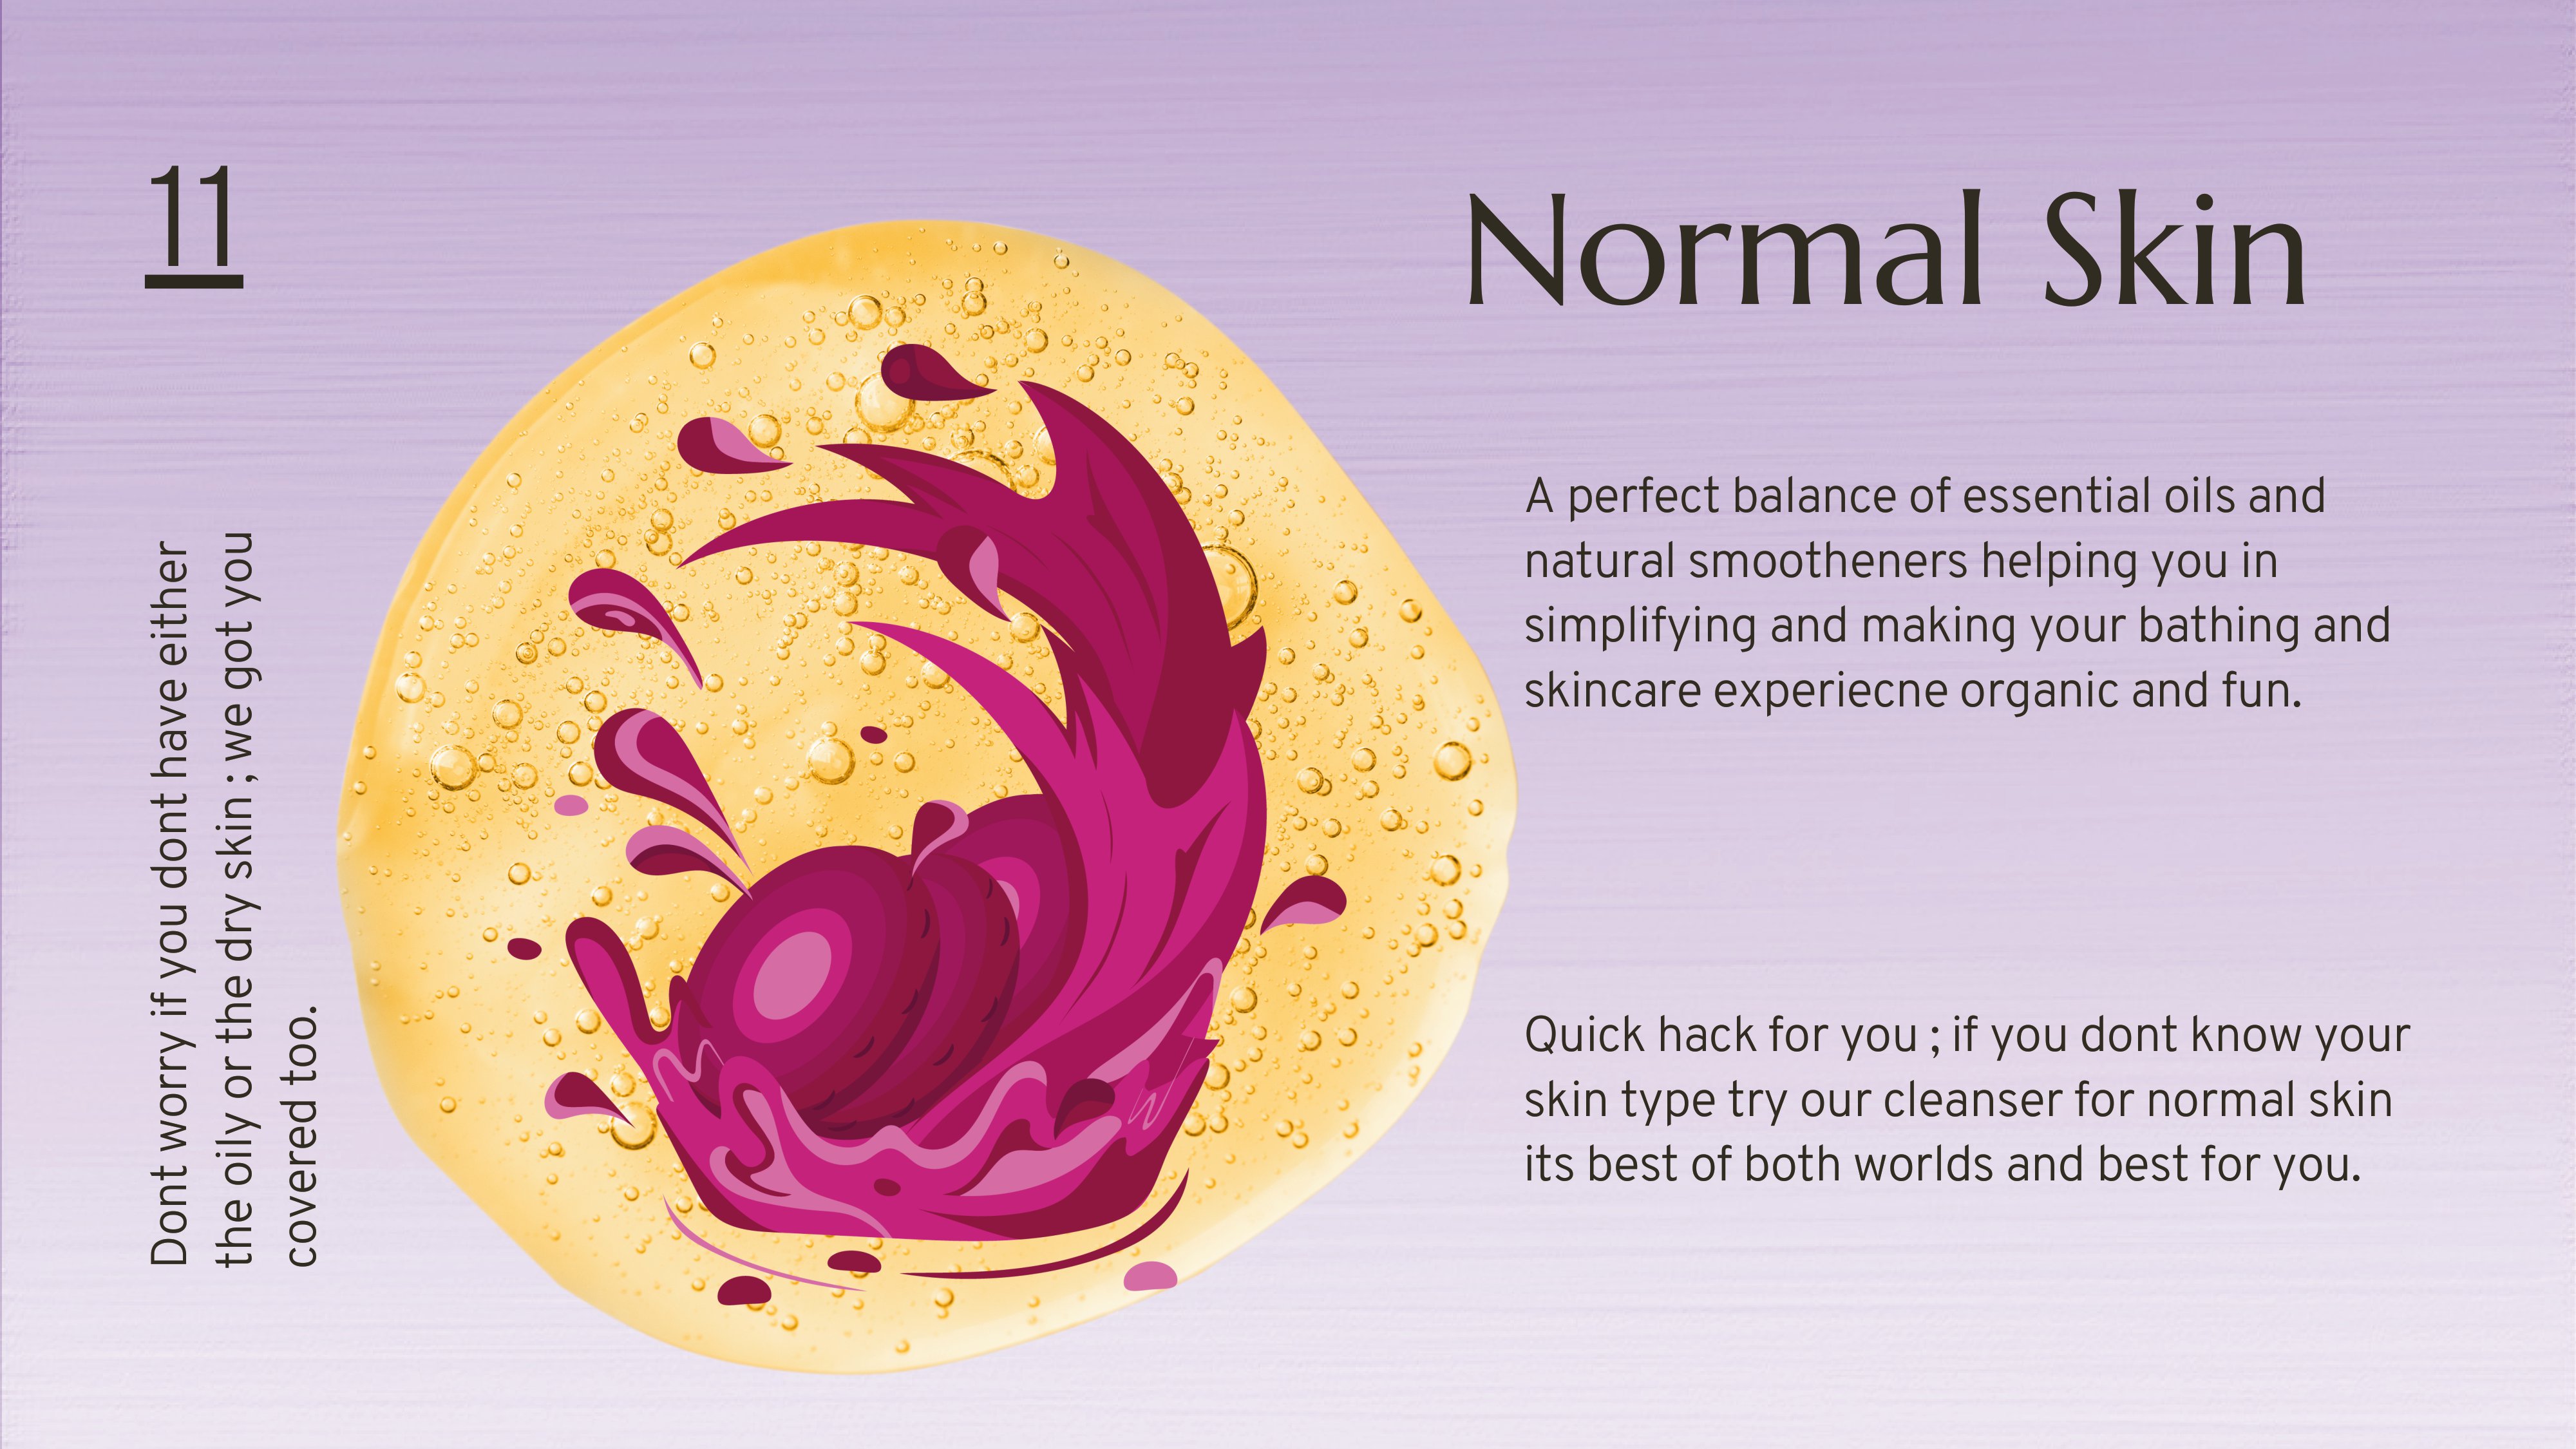 11
Dont worry if you dont have either
the oily or the dry skin ; we got you
covered too.
Normal Skin
A perfect balance of essential oils and
natural smootheners helping you in
simplifying and making your bathing and
skincare experiecne organic and fun.
Quick hack for you ; if you dont know your
skin type try our cleanser for normal skin
its best of both worlds and best for you.